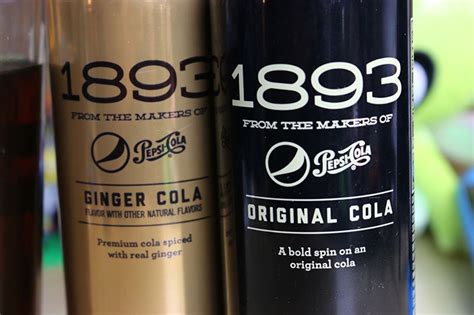 1893
FROM THE MAKERS OF
PEPSI-COLA
GINGER COLA
FLAVOR WITH OTHER NATURAL FLAVORS
Premium cola spiced
with real ginger
1893
FROM THE MAKERS OF
PEPSI-COLA
ORIGINAL COLA
A bold spin on an
original cola